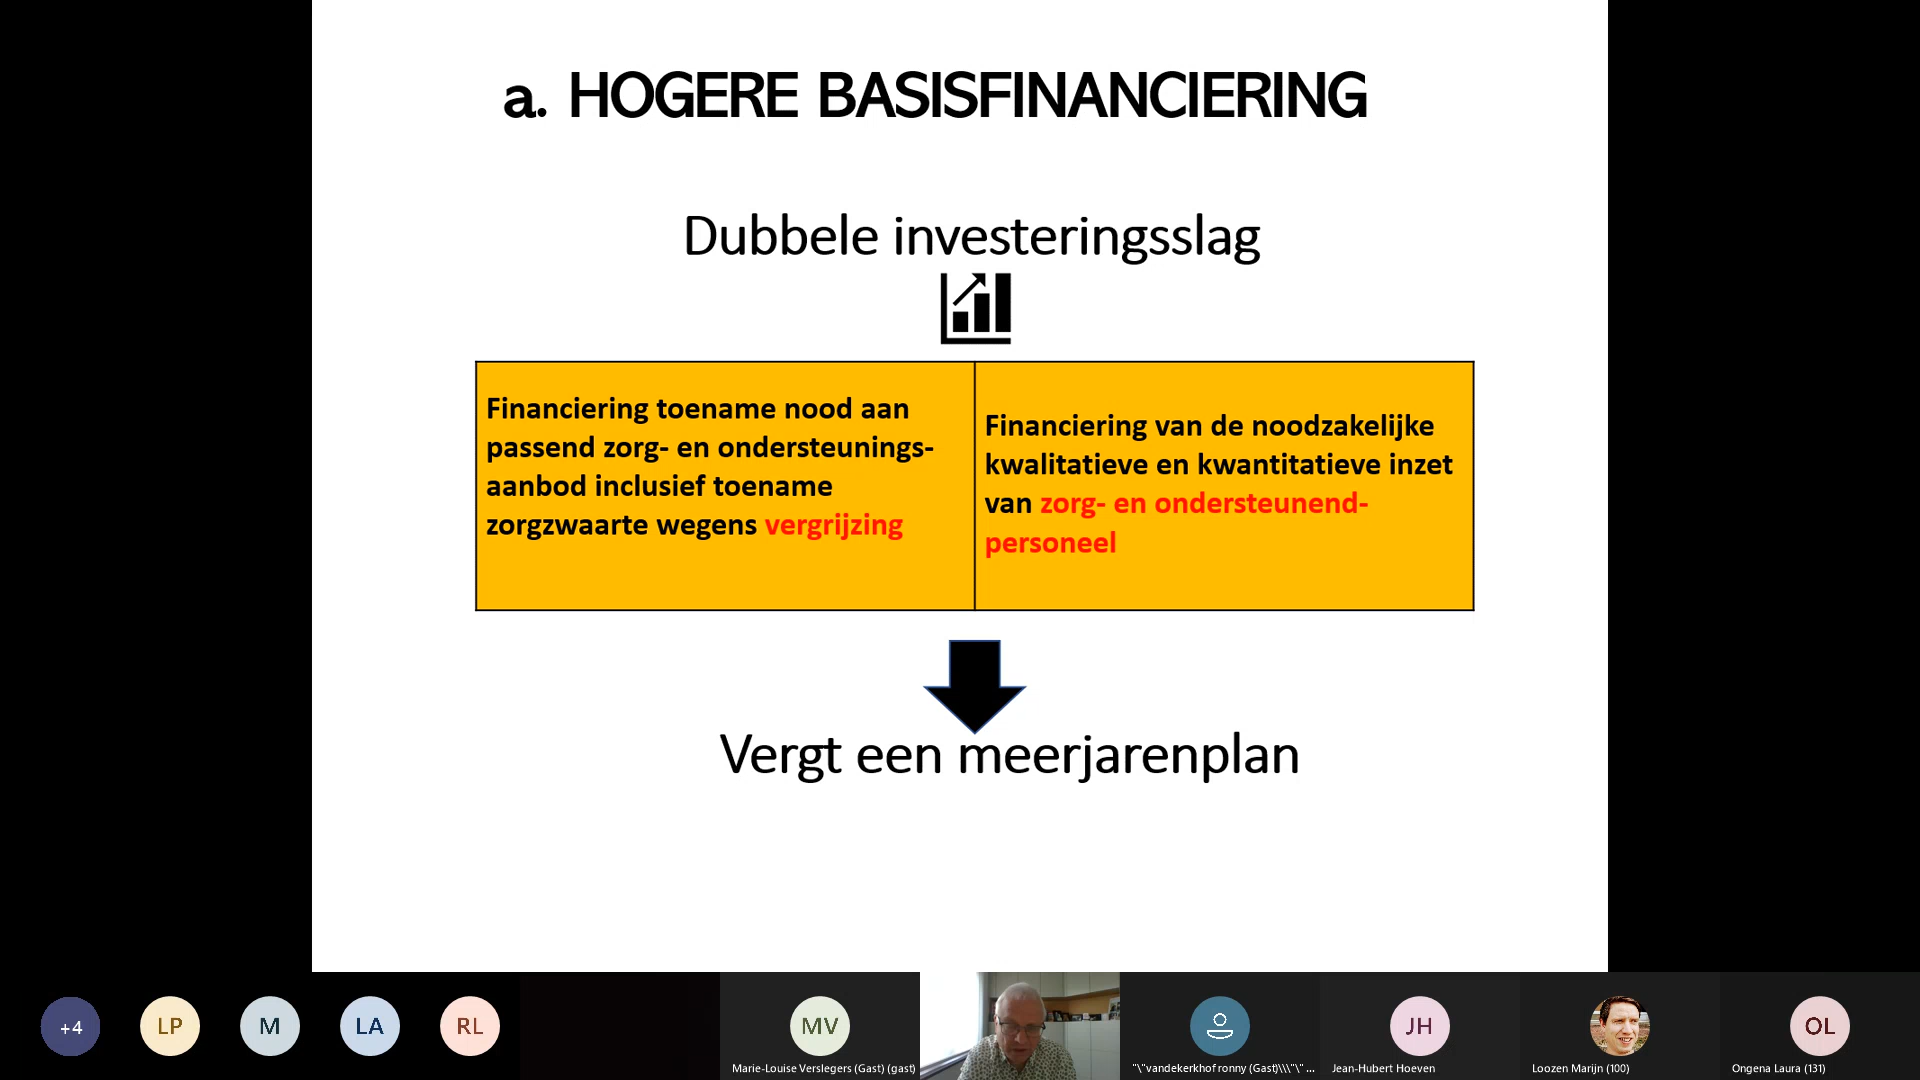 a. HOGERE BASISFINANCIERING
Dubbele investeringsslag
Financiering toename nood aan
passend zorg- en ondersteunings-
aanbod inclusief toename
zorgzwaarte wegens vergrijzing
Financiering van de noodzakelijke
kwalitatieve en kwantitatieve inzet
van zorg- en ondersteunend-
personeel
Vergt een meerjarenplan
+4
LP
M
LA
RL
MV
JH
OL
Marie-Louise Verslegers (Gast) (gast)
"\"vandekerkhof ronny (Gast)\\\"\" ...
Jean-Hubert Hoeven
Loozen Marijn (100)
Ongena Laura (131)